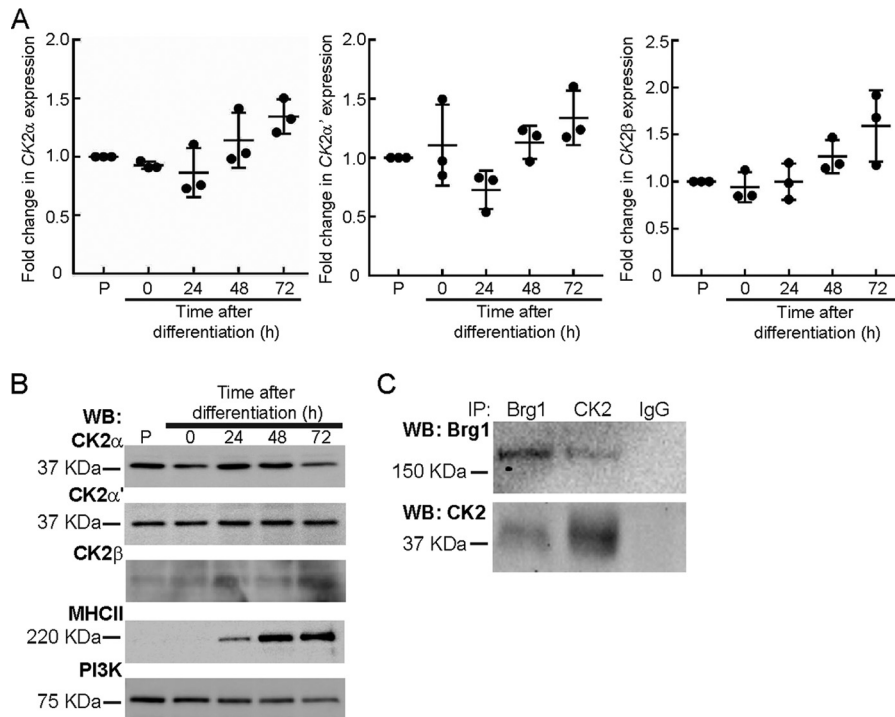 A
Fold change in CK2α expression
2.0
1.5
1.0
0.5
0
P
0
24
48
72
Time after
differentiation (h)
Fold change in CK2α' expression
2.0
1.5
1.0
0.5
0
P
0
24
48
72
Time after
differentiation (h)
Fold change in CK2β expression
2.5
2.0
1.5
1.0
0.5
0
P
0
24
48
72
Time after
differentiation (h)
B
Time after
differentiation (h)
WB:
P 0 24 48 72
CK2α
37 KDa
CK2α'
37 KDa
CK2β
MHCII
220 KDa
PI3K
75 KDa
C
IP: Brg1 CK2 IgG
WB: Brg1
150 KDa
WB: CK2
37 KDa